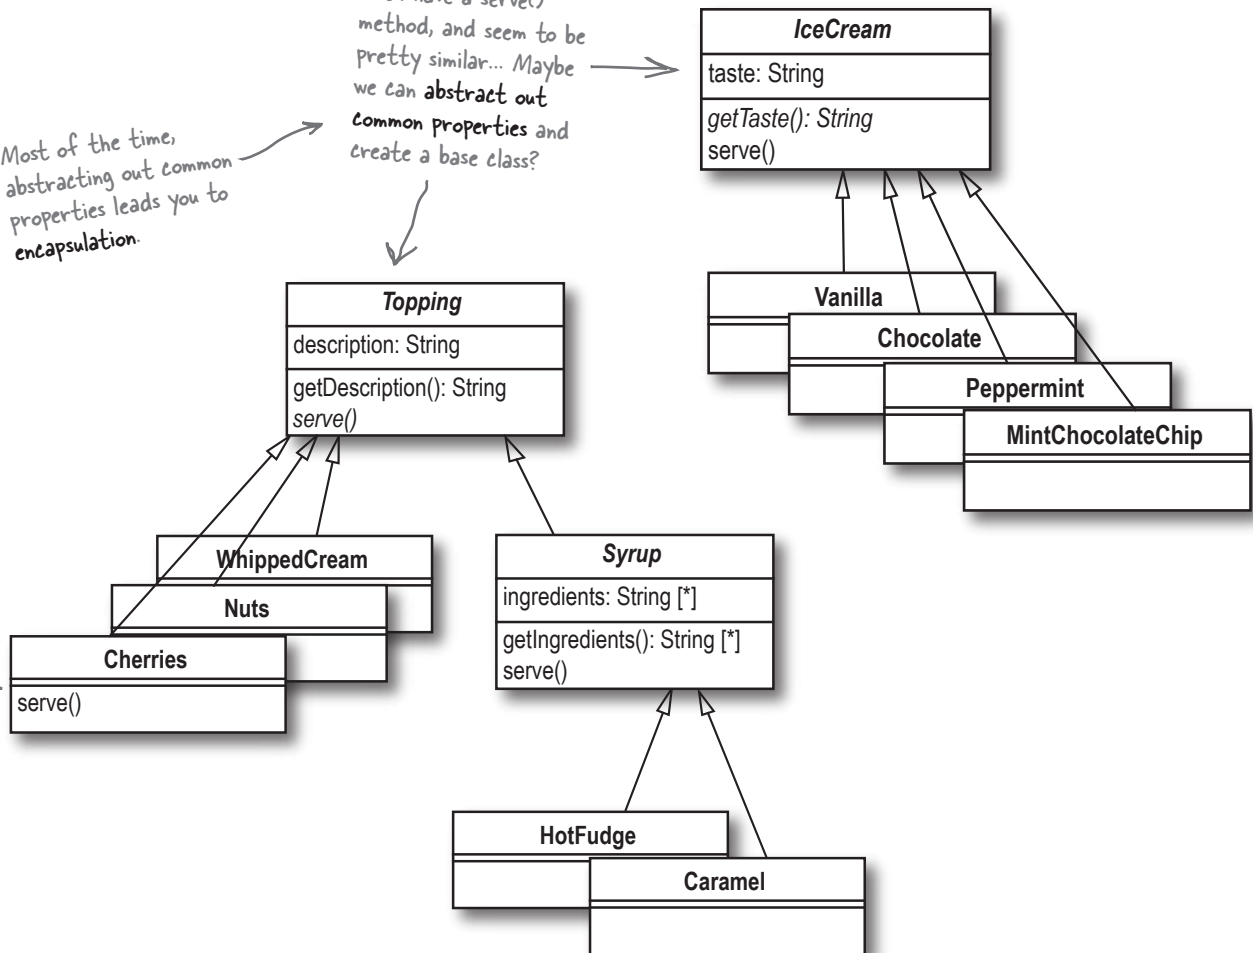 have a serve()
method, and seem to be
pretty similar... Maybe
we can abstract out
common properties and
create a base class?
Most of the time,
abstracting out common
properties leads you to
encapsulation.
IceCream
taste: String
getTaste(): String
serve()
Vanilla
Chocolate
Peppermint
MintChocolateChip
Topping
description: String
getDescription(): String
serve()
WhippedCream
Nuts
Cherries
serve()
Syrup
ingredients: String [*]
getIngredients(): String [*]
serve()
HotFudge
Caramel